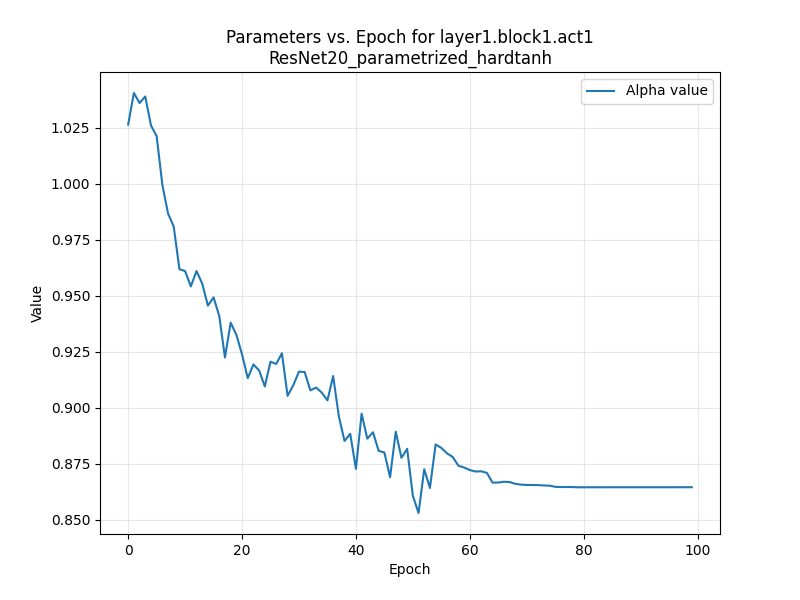 Parameters vs. Epoch for layer1.block1.act1
ResNet20_parametrized_hardtanh
Alpha value
1.025
1.000
0.975
0.950
0.925
0.900
0.875
0.850
Value
0
20
40
60
80
100
Epoch